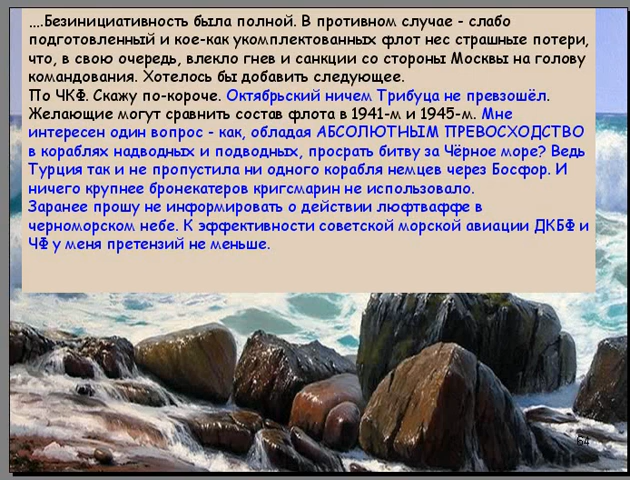 ....Безинициативность была полной. В противном случае - слабо
подготовленный и кое-как укомплектованных флот нес страшные потери,
что, в свою очередь, влекло гнев и санкции со стороны Москвы на голову
командования. Хотелось бы добавить следующее.
По ЧКФ. Скажу по-короче. Октябрьский ничем Трибуца не превзошёл.
Желающие могут сравнить состав флота в 1941-м и 1945-м. Мне
интересен один вопрос - как, обладая АБСОЛЮТНЫМ ПРЕВОСХОДСТВО
в кораблях надводных и подводных, просрать битву за Чёрное море? Ведь
Турция так и не пропустила ни одного корабля немцев через Босфор. И
ничего крупнее бронекатеров кригсмарин не использовало.
Заранее прошу не информировать о действии люфтваффе в
черноморском небе. К эффективности советской морской авиации ДКБФ и
ЧФ у меня претензий не меньше.
64